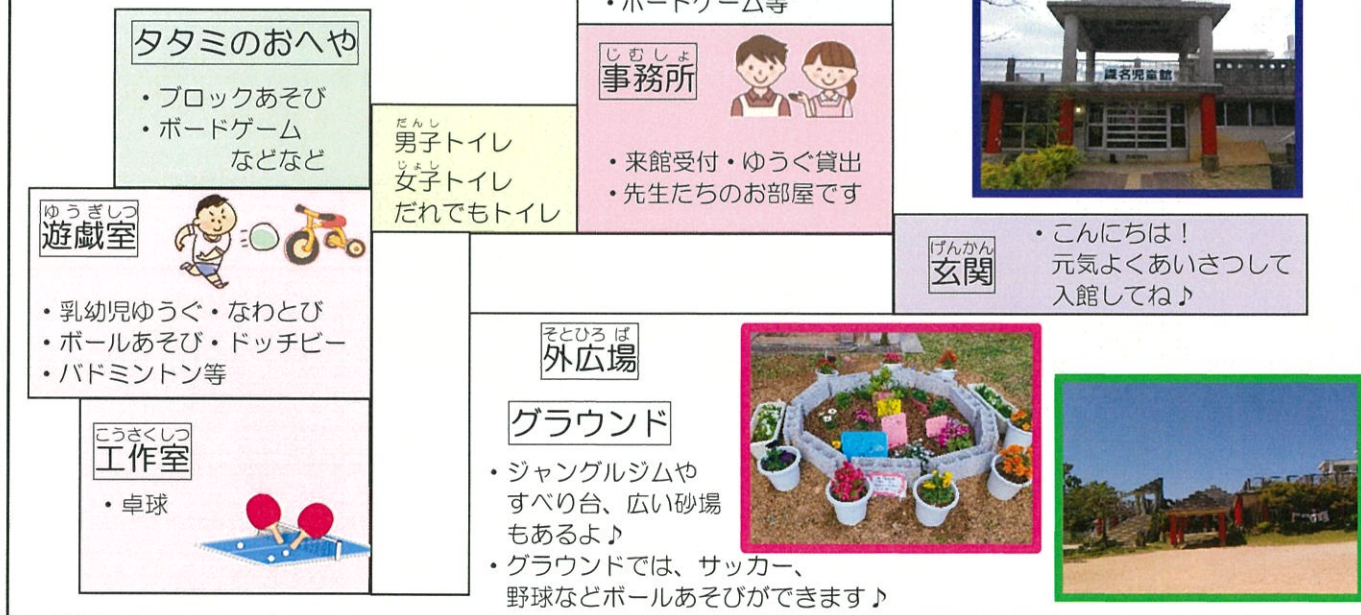 ・ボードゲーム等
タタミのおへや
・ブロックあそび
・ボードゲーム
などなど
だんし
男子トイレ
じょし
女子トイレ
だれでもトイレ
じむしょ
事務所
・来館受付・ゆうぐ貸出
・先生たちのお部屋です
識名児童館
げんかん
玄関
・こんにちは！
元気よくあいさつして
入館してね♪
ゆうぎしつ
遊戯室
・乳幼児ゆうぐ・なわとび
・ボールあそび・ドッチビー
・バドミントン等
こうさくしつ
工作室
・卓球
そとひろば
外広場
グラウンド
・ジャングルジムや
すべり台、広い砂場
もあるよ♪
・グラウンドでは、サッカー、
野球などボールあそびができます♪